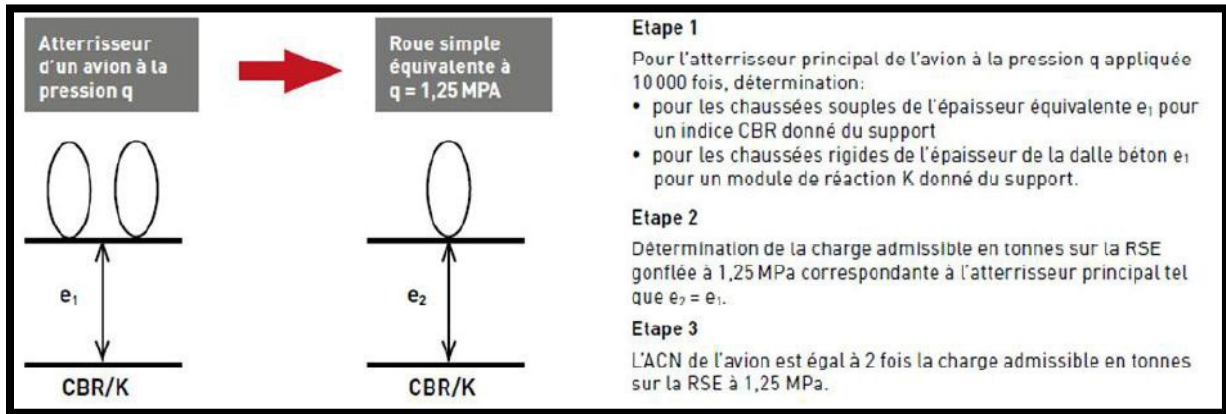 Atterrisseur
d'un avion à la
pression q
Roue simple
équivalente à
q = 1,25 MPA
e₁
CBR/K
e₂
CBR/K
Etape 1
Pour l'atterrisseur principal de l'avion à la pression q appliquée
10 000 fois, détermination:
• pour les chaussées souples de l'épaisseur équivalente e₁ pour
un indice CBR donné du support
• pour les chaussées rigides de l'épaisseur de la dalle béton e₁
pour un module de réaction K donné du support.
Etape 2
Détermination de la charge admissible en tonnes sur la RSE
gonflée à 1,25 MPa correspondante à l'atterrisseur principal tel
que e₂ = e₁.
Etape 3
L'ACN de l'avion est égal à 2 fois la charge admissible en tonnes
sur la RSE à 1,25 MPa.